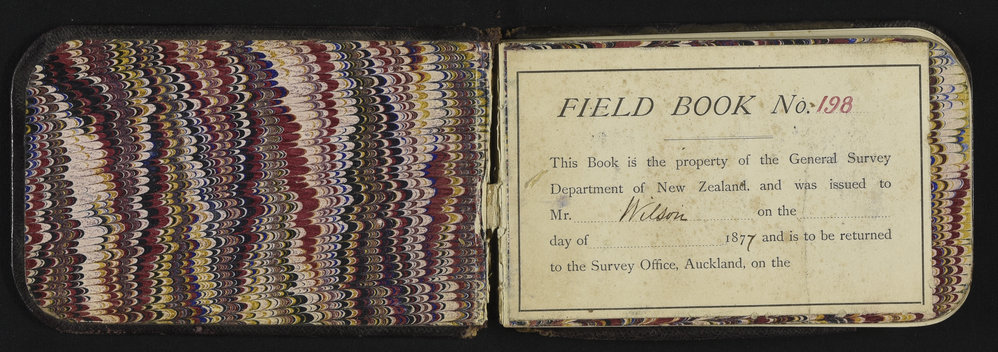 FIELD BOOK No: 198
This Book is the property of the General Survey
Department of New Zealand, and was issued to
Mr. Wilson on the
day of 1877 and is to be returned
to the Survey Office, Auckland, on the